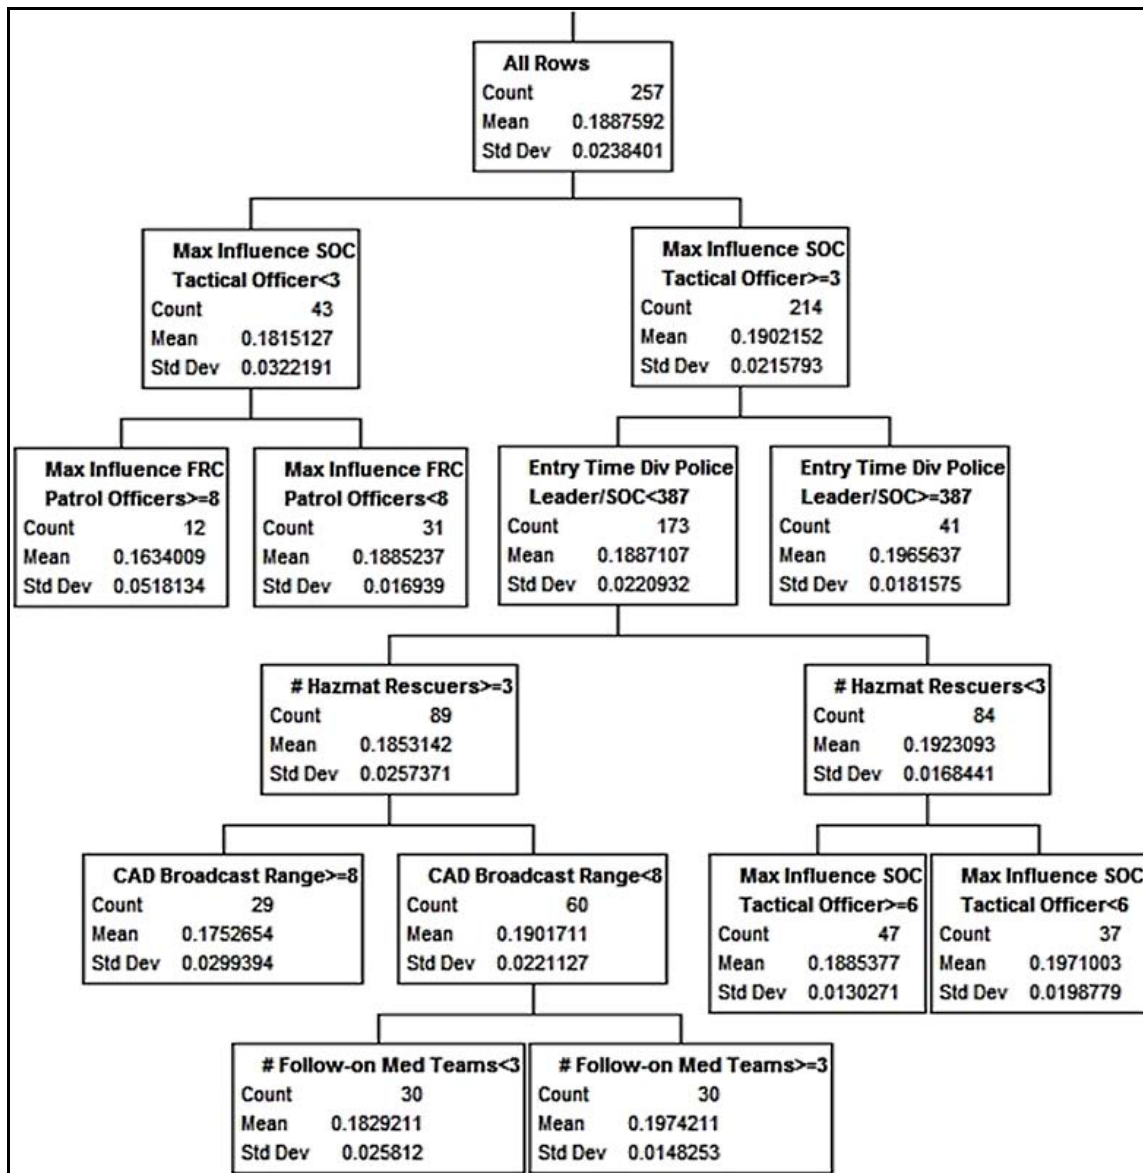 All Rows
Count 257
Mean 0.1887592
Std Dev 0.0238401
Max Influence SOC
Tactical Officer<3
Count 43
Mean 0.1815127
Std Dev 0.0322191
Max Influence SOC
Tactical Officer>=3
Count 214
Mean 0.1902152
Std Dev 0.0215793
Max Influence FRC
Patrol Officers>=8
Count 12
Mean 0.1634009
Std Dev 0.0518134
Max Influence FRC
Patrol Officers<8
Count 31
Mean 0.1885237
Std Dev 0.016939
Entry Time Div Police
Leader/SOC<387
Count 173
Mean 0.1887107
Std Dev 0.0220932
Entry Time Div Police
Leader/SOC>=387
Count 41
Mean 0.1965637
Std Dev 0.0181575
# Hazmat Rescuers>=3
Count 89
Mean 0.1853142
Std Dev 0.0257371
# Hazmat Rescuers<3
Count 84
Mean 0.1923093
Std Dev 0.0168441
CAD Broadcast Range>=8
Count 29
Mean 0.1752654
Std Dev 0.0299394
CAD Broadcast Range<8
Count 60
Mean 0.1901711
Std Dev 0.0221127
Max Influence SOC
Tactical Officer>=6
Count 47
Mean 0.1885377
Std Dev 0.0130271
Max Influence SOC
Tactical Officer<6
Count 37
Mean 0.1971003
Std Dev 0.0198779
# Follow-on Med Teams<3
Count 30
Mean 0.1829211
Std Dev 0.025812
# Follow-on Med Teams>=3
Count 30
Mean 0.1974211
Std Dev 0.0148253